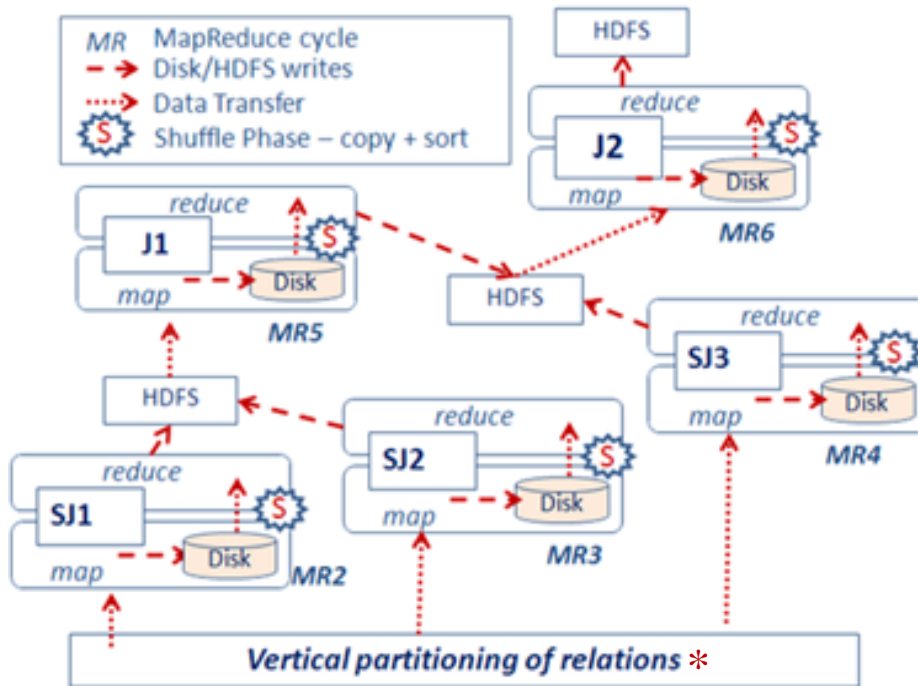 MR MapReduce cycle
Disk/HDFS writes
Data Transfer
S Shuffle Phase – copy + sort
HDFS
reduce
J2
S
Disk
map
MR6
reduce
J1
S
Disk
map
MR5
HDFS
reduce
SJ3
S
Disk
map
MR4
HDFS
reduce
SJ2
S
Disk
map
MR3
reduce
SJ1
S
Disk
map
MR2
Vertical partitioning of relations *